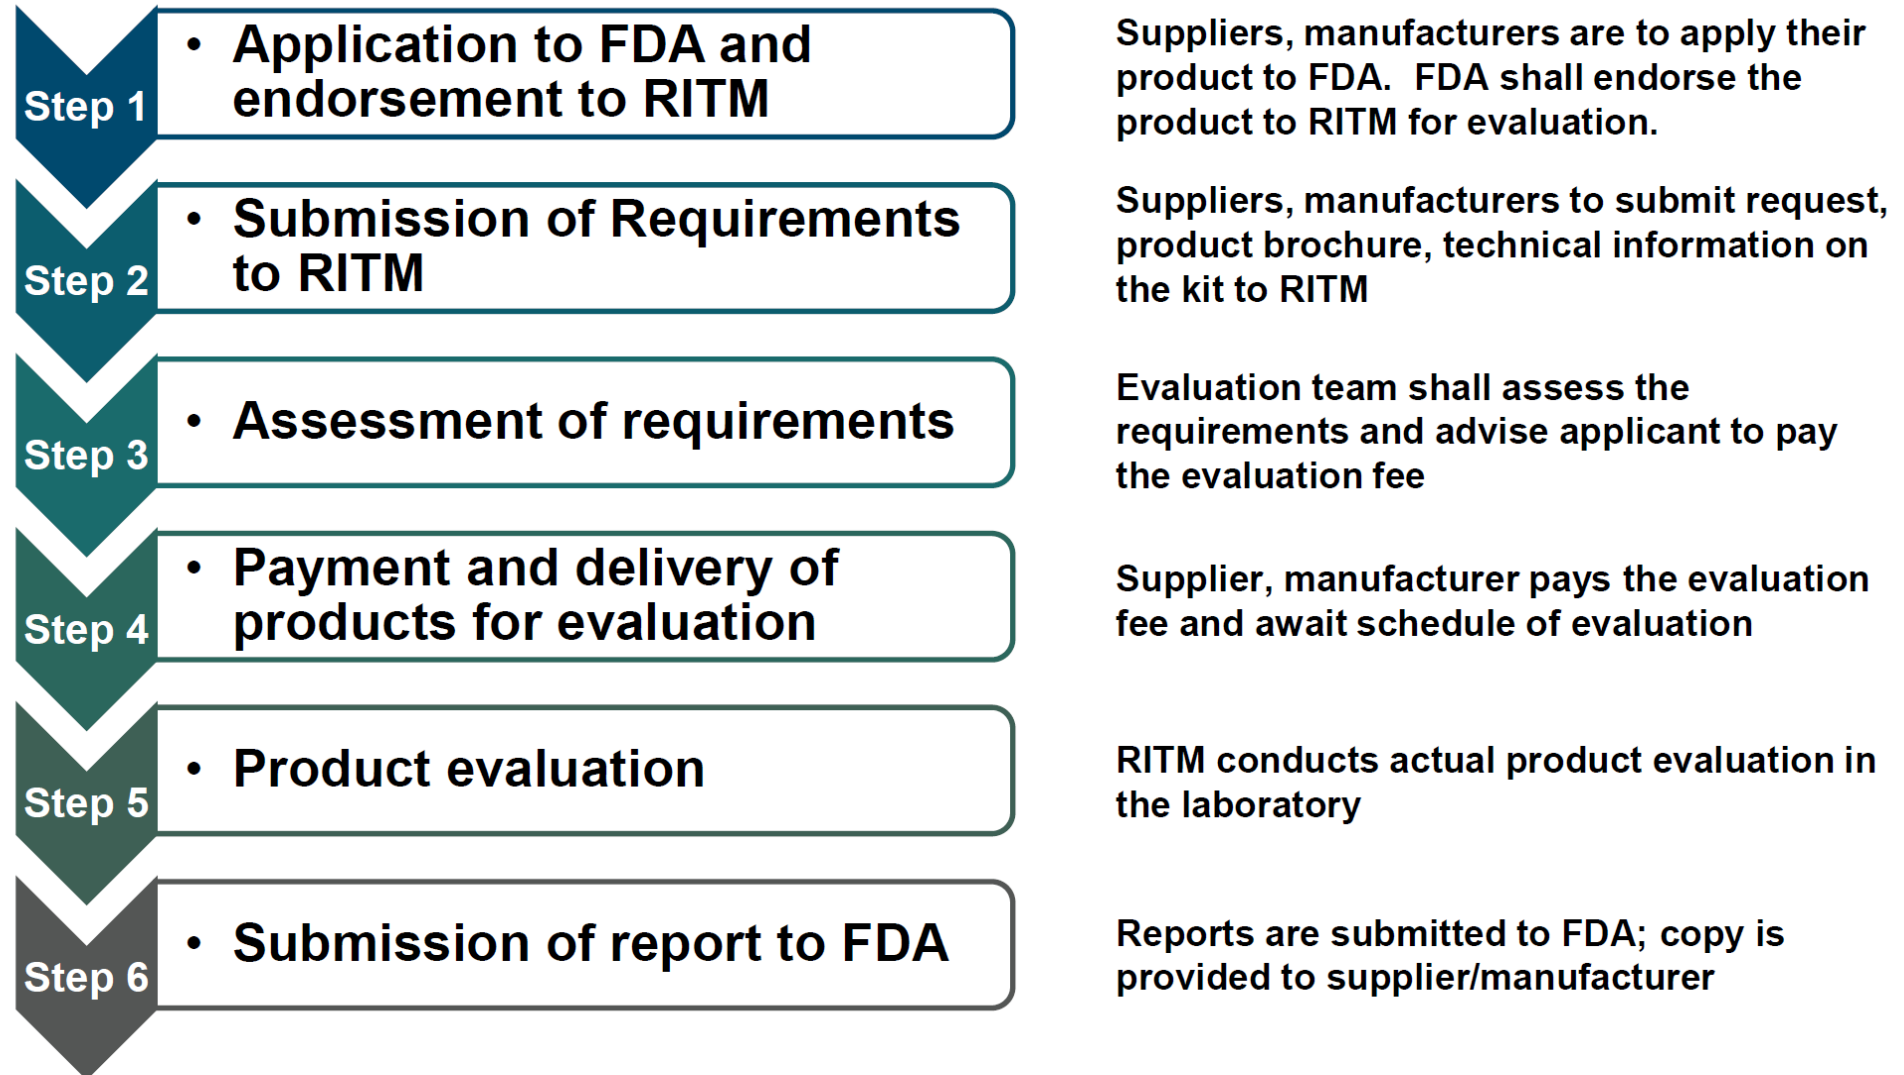 Step 1
• Application to FDA and
endorsement to RITM
Suppliers, manufacturers are to apply their
product to FDA.  FDA shall endorse the
product to RITM for evaluation.
Step 2
• Submission of Requirements
to RITM
Suppliers, manufacturers to submit request,
product brochure, technical information on
the kit to RITM
Step 3
• Assessment of requirements
Evaluation team shall assess the
requirements and advise applicant to pay
the evaluation fee
Step 4
• Payment and delivery of
products for evaluation
Supplier, manufacturer pays the evaluation
fee and await schedule of evaluation
Step 5
• Product evaluation
RITM conducts actual product evaluation in
the laboratory
Step 6
• Submission of report to FDA
Reports are submitted to FDA; copy is
provided to supplier/manufacturer